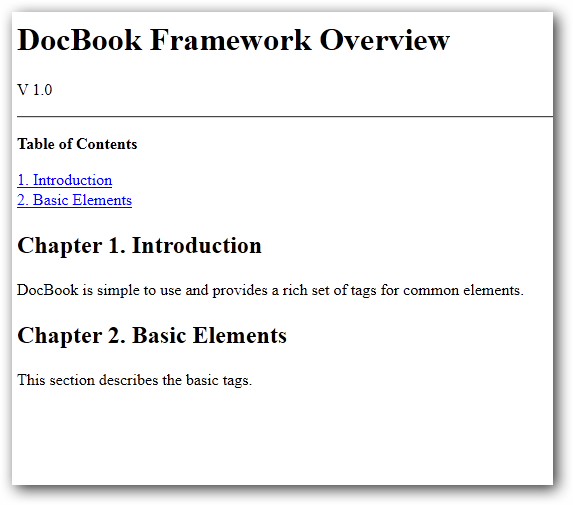 DocBook Framework Overview
V 1.0
Table of Contents
1. Introduction
2. Basic Elements
Chapter 1. Introduction
DocBook is simple to use and provides a rich set of tags for common elements.
Chapter 2. Basic Elements
This section describes the basic tags.